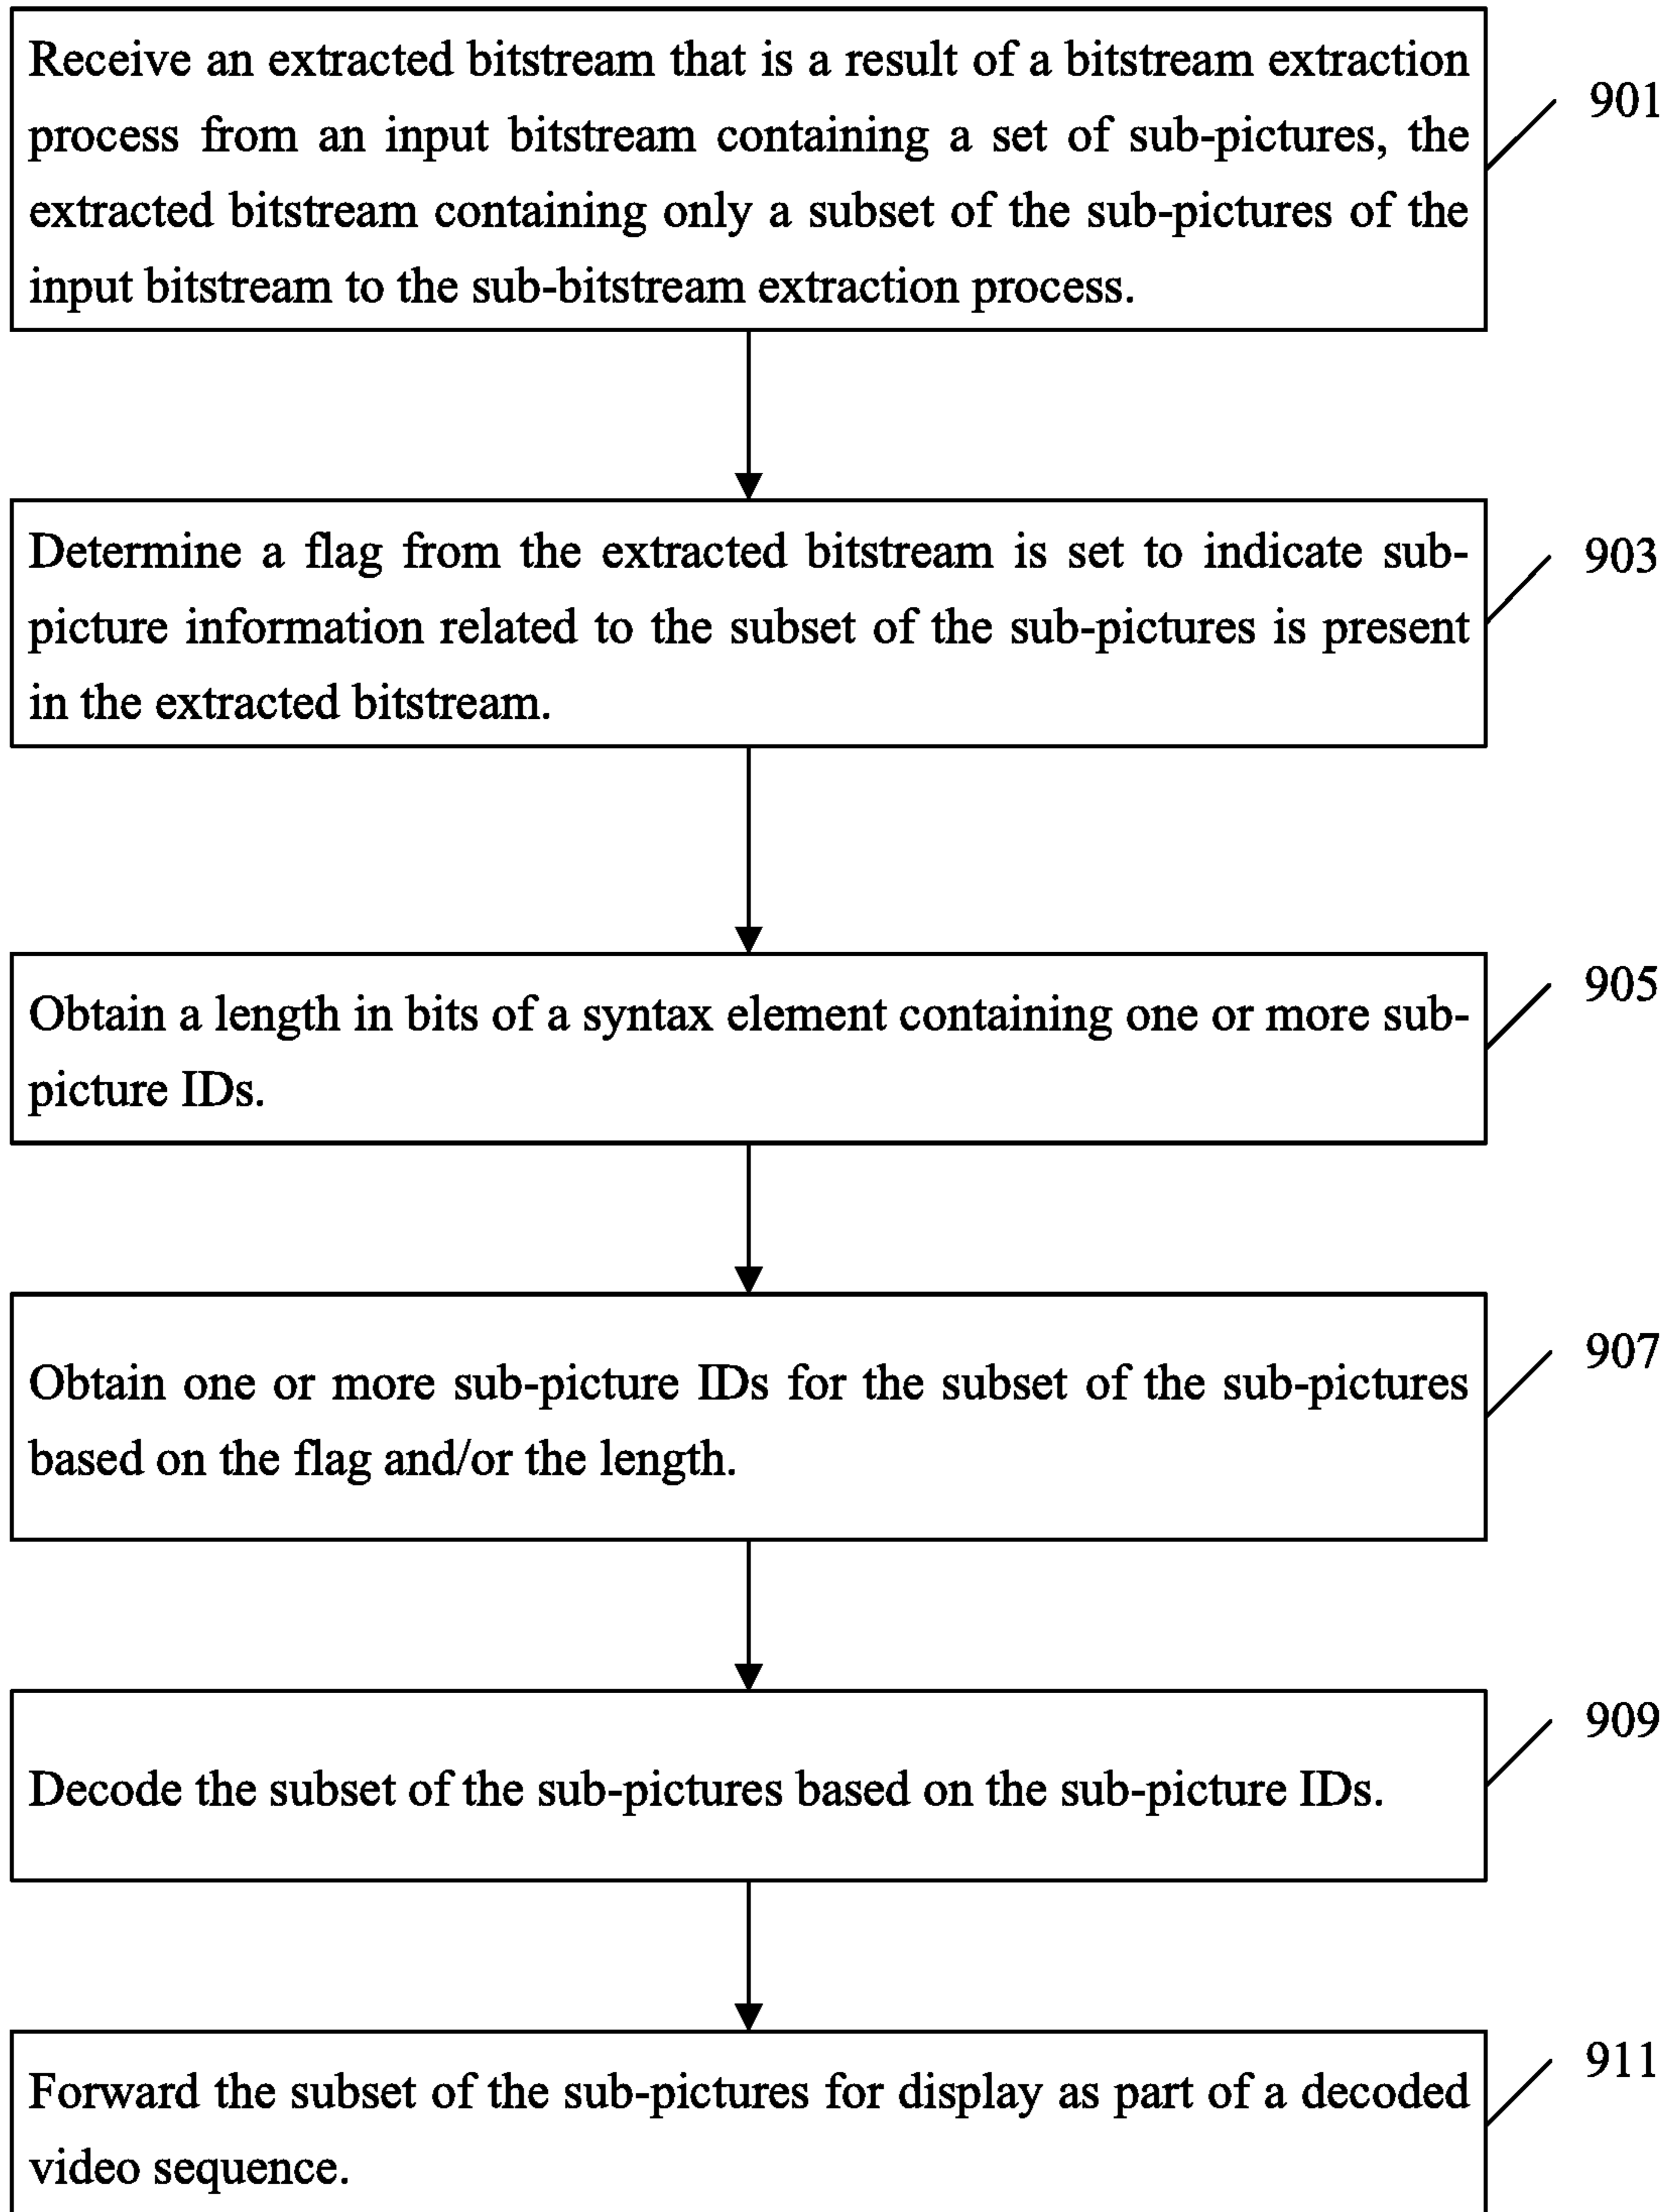 Receive an extracted bitstream that is a result of a bitstream extraction
process from an input bitstream containing a set of sub-pictures, the
extracted bitstream containing only a subset of the sub-pictures of the
input bitstream to the sub-bitstream extraction process.
901
Determine a flag from the extracted bitstream is set to indicate sub-
picture information related to the subset of the sub-pictures is present
in the extracted bitstream.
903
Obtain a length in bits of a syntax element containing one or more sub-
picture IDs.
905
Obtain one or more sub-picture IDs for the subset of the sub-pictures
based on the flag and/or the length.
907
Decode the subset of the sub-pictures based on the sub-picture IDs.
909
Forward the subset of the sub-pictures for display as part of a decoded
video sequence.
911